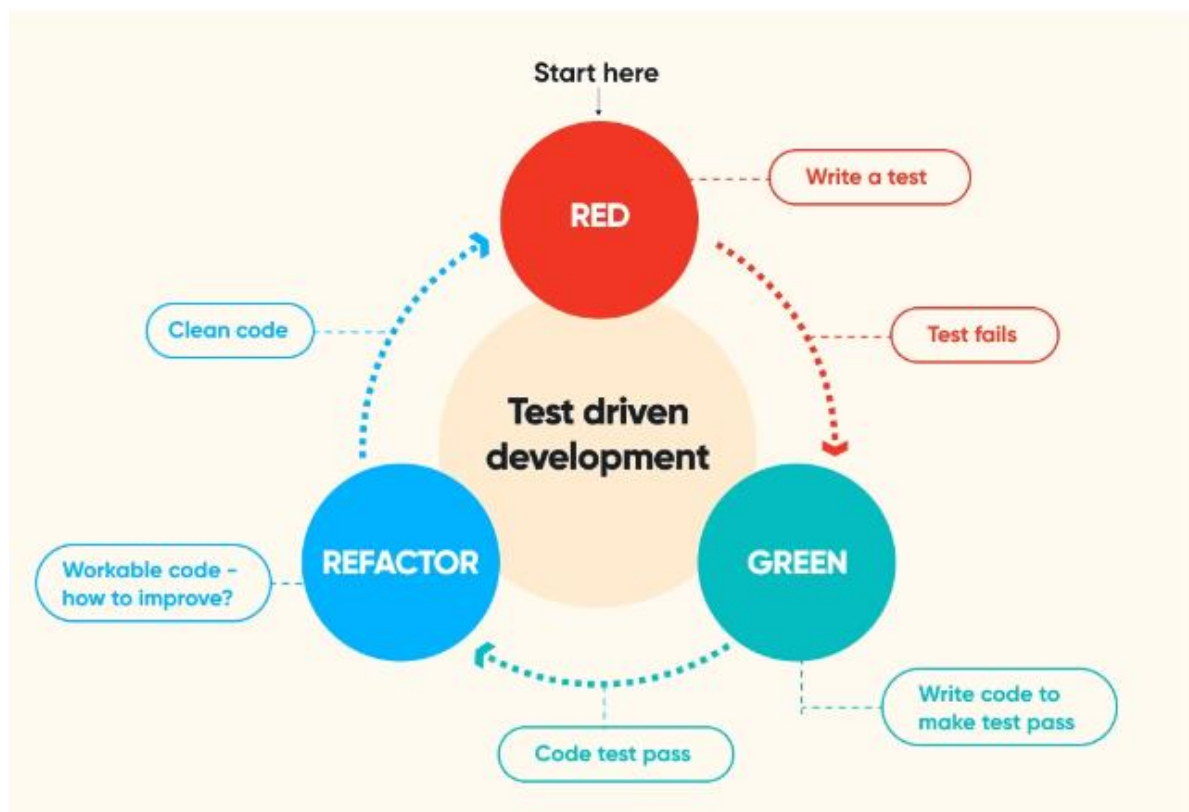 Start here
RED
Write a test
Test fails
Clean code
Test driven
development
REFACTOR
GREEN
Workable code -
how to improve?
Write code to
make test pass
Code test pass